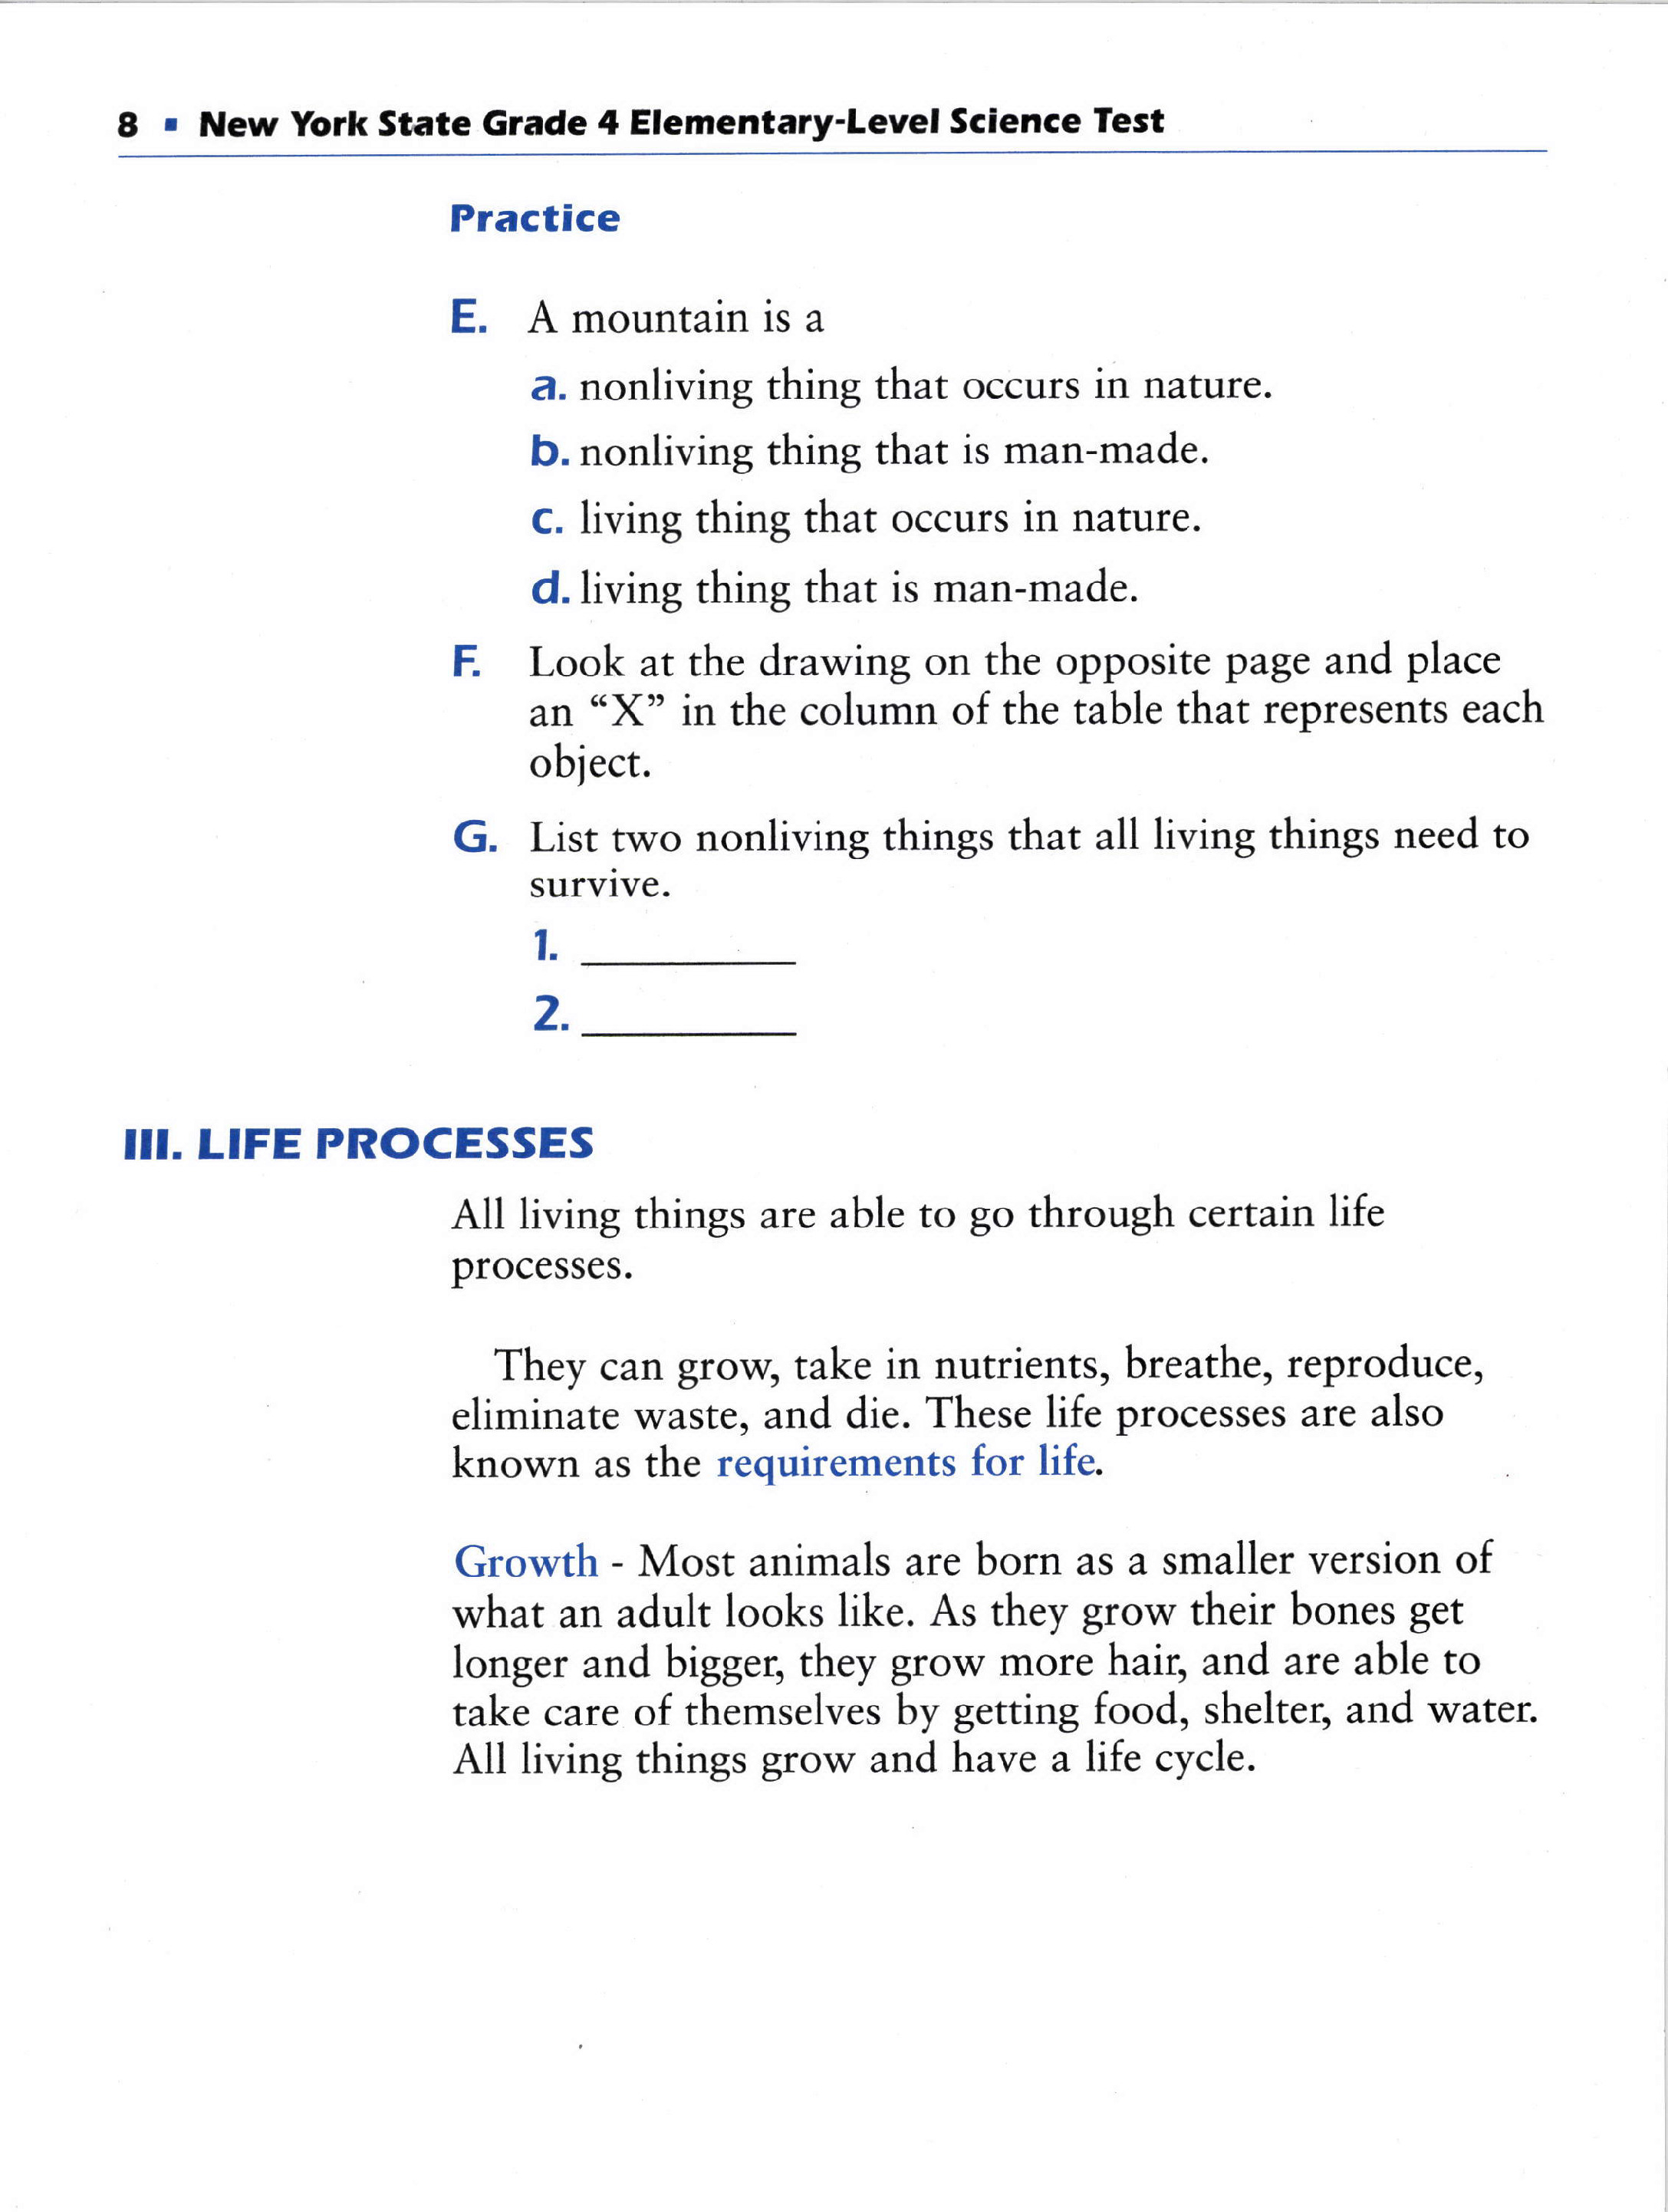 8 ▪ New York State Grade 4 Elementary-Level Science Test
Practice
E. A mountain is a
a. nonliving thing that occurs in nature.
b. nonliving thing that is man-made.
c. living thing that occurs in nature.
d. living thing that is man-made.
F. Look at the drawing on the opposite page and place
an “X” in the column of the table that represents each
object.
G. List two nonliving things that all living things need to
survive.
1. __________
2. __________
III. LIFE PROCESSES
All living things are able to go through certain life
processes.
They can grow, take in nutrients, breathe, reproduce,
eliminate waste, and die. These life processes are also
known as the requirements for life.
Growth - Most animals are born as a smaller version of
what an adult looks like. As they grow their bones get
longer and bigger, they grow more hair, and are able to
take care of themselves by getting food, shelter, and water.
All living things grow and have a life cycle.